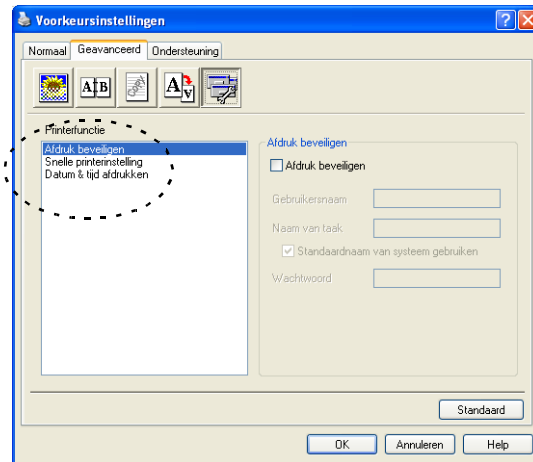 Voorkeursinstellingen
Normaal Geavanceerd Ondersteuning
A B
A A
Printerfunctie
Afdruk beveiligen
Snelle printerinstelling
Datum & tijd afdrukken
Afdruk beveiligen
Afdruk beveiligen
Gebruikersnaam
Naam van taak
Standaardnaam van systeem gebruiken
Wachtwoord
Standaard
OK Annuleren Help